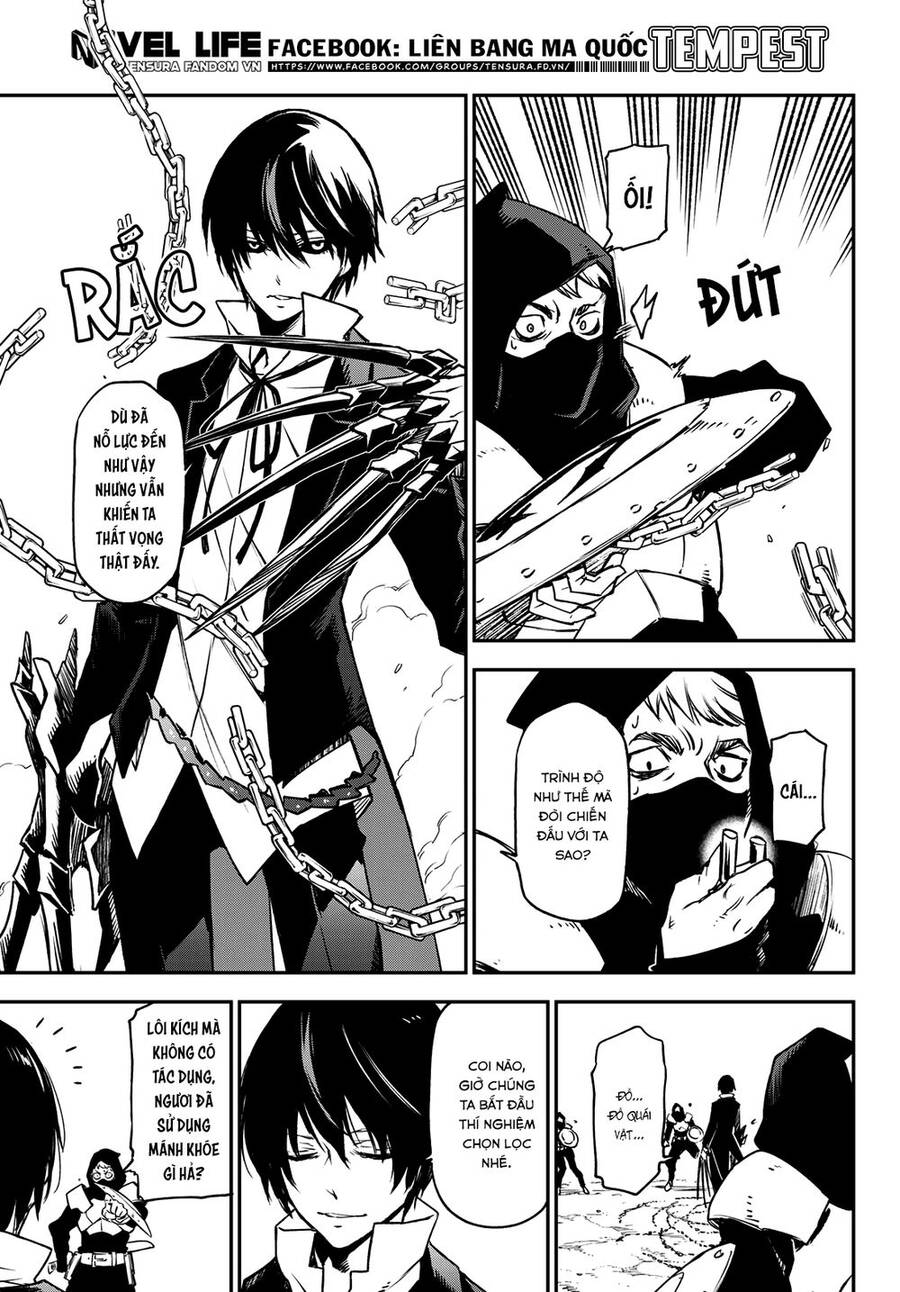 NOVEL LIFE
TENSURA FANDOM VN
FACEBOOK: LIÊN BANG MA QUỐC
HTTPS://WWW.FACEBOOK.COM/GROUPS/TENSURA.FD.VN/
TEMPEST
ỐI!
ĐỨT
RẮC
DÙ ĐÃ
NỖ LỰC ĐẾN
NHƯ VẬY
NHƯNG VẪN
KHIẾN TA
THẤT VỌNG
THẬT ĐẤY.
CÁI...
TRÌNH ĐỘ
NHƯ THẾ MÀ
ĐÒI CHIẾN
ĐẤU VỚI TA
SAO?
ĐỒ...
ĐỒ QUÁI
VẬT...
COI NÀO,
GIỜ CHÚNG
TA BẮT ĐẦU
THÍ NGHIỆM
CHỌN LỌC
NHÉ.
LÔI KÍCH MÀ
KHÔNG CÓ
TÁC DỤNG,
NGƯƠI ĐÃ
SỬ DỤNG
MÁNH KHÓE
GÌ HẢ?